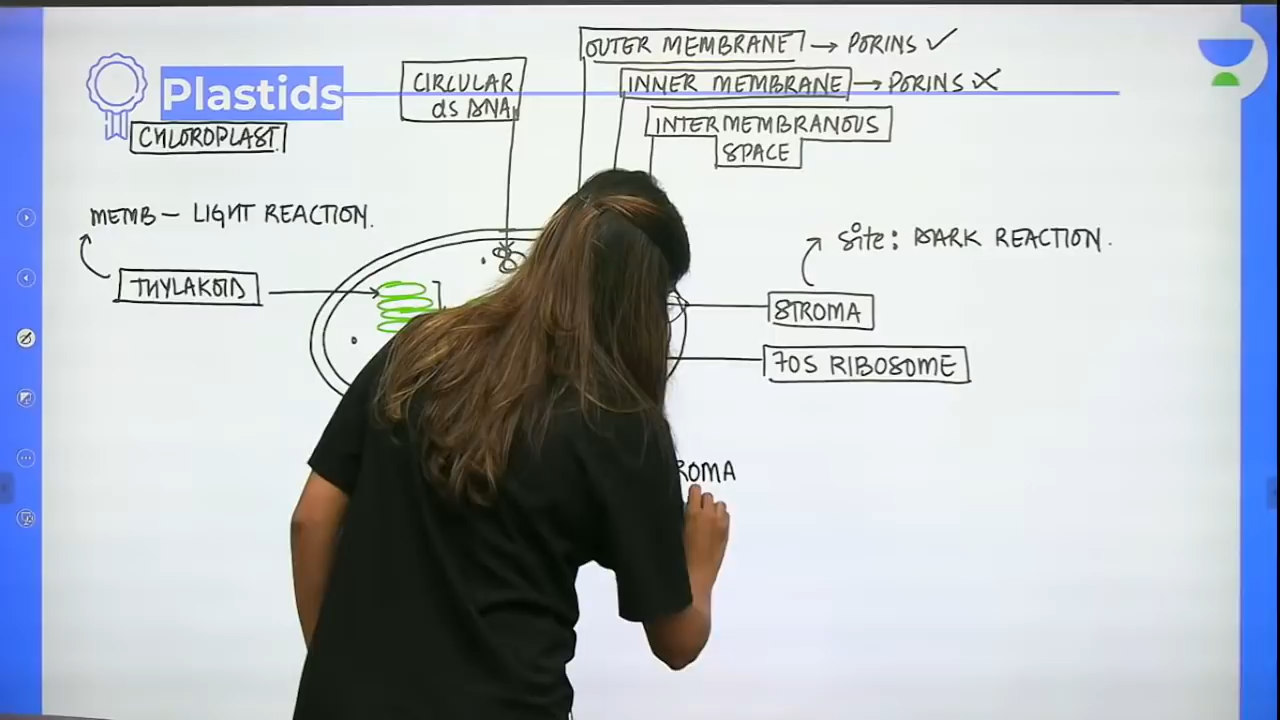 OUTER MEMBRANE → PORINS ✓
Plastids
CIRCULAR
ds DNA
INNER MEMBRANE → PORINS ✗
CHLOROPLAST
INTERMEMBRANOUS
SPACE
MEMB – LIGHT REACTION.
Site: DARK REACTION.
THYLAKOID
STROMA
70S RIBOSOME
ROMA